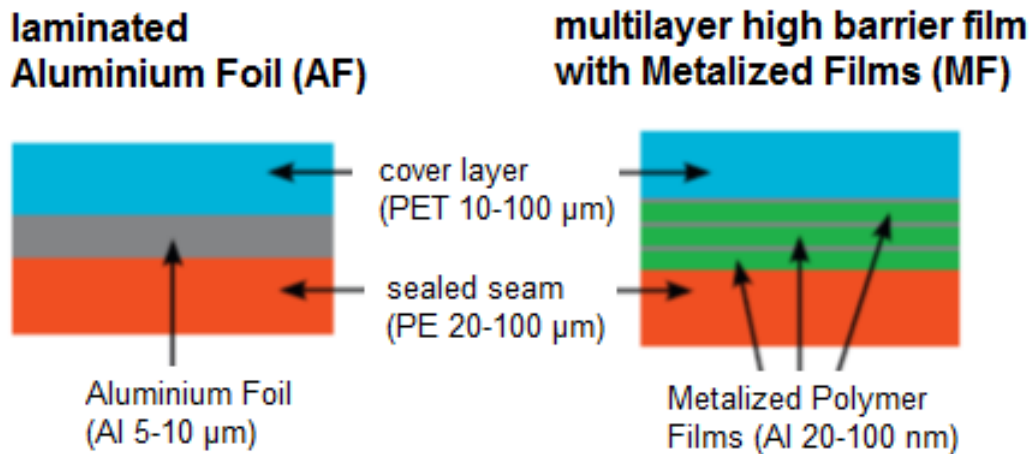 laminated
Aluminium Foil (AF)
multilayer high barrier film
with Metalized Films (MF)
cover layer
(PET 10-100 µm)
sealed seam
(PE 20-100 µm)
Aluminium Foil
(Al 5-10 µm)
Metalized Polymer
Films (Al 20-100 nm)